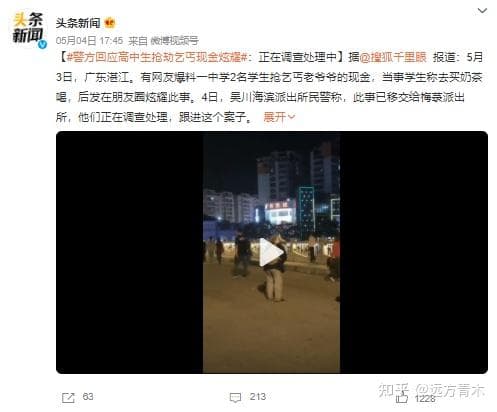 头条
新闻
头条新闻
05月04日 17:45 来自 微博视频号
【#警方回应高中生抢劫乞丐现金炫耀#：正在调查处理中】据@搜狐千里眼 报道：5月
3日，广东湛江。有网友爆料一中学2名学生抢乞丐老爷爷的现金，当事学生称去买奶茶
喝，后发在朋友圈炫耀此事。4日，吴川海滨派出所民警称，此事已移交给梅菉派出
所，他们正在调查处理，跟进这个案子。 展开
知乎 @远方青木
63
213
1228